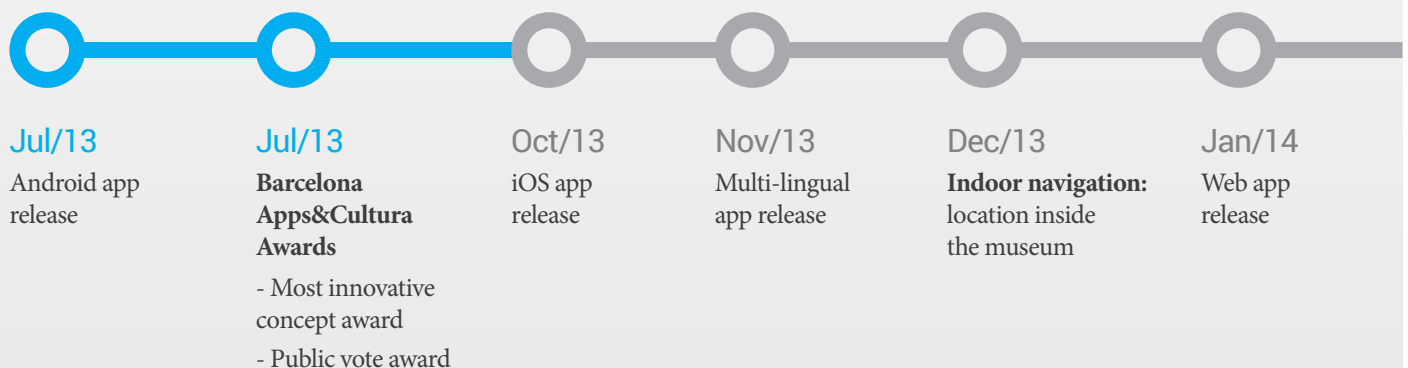 Jul/13
Android app
release
Jul/13
Barcelona
Apps&Cultura
Awards
- Most innovative
concept award
- Public vote award
Oct/13
iOS app
release
Nov/13
Multi-lingual
app release
Dec/13
Indoor navigation:
location inside
the museum
Jan/14
Web app
release